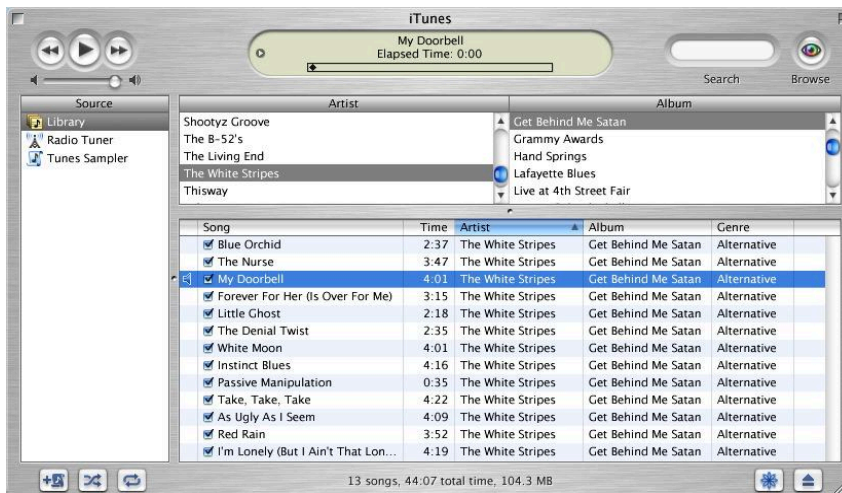 iTunes
My Doorbell
Elapsed Time: 0:00
Search
Browse
Source
Artist
Album
Library
Radio Tuner
Tunes Sampler
Shootyz Groove
The B-52's
The Living End
The White Stripes
Thisway
Get Behind Me Satan
Grammy Awards
Hand Springs
Lafayette Blues
Live at 4th Street Fair
Song Time Artist Album Genre
Blue Orchid 2:37 The White Stripes Get Behind Me Satan Alternative
The Nurse 3:47 The White Stripes Get Behind Me Satan Alternative
My Doorbell 4:01 The White Stripes Get Behind Me Satan Alternative
Forever For Her (Is Over For Me) 3:15 The White Stripes Get Behind Me Satan Alternative
Little Ghost 2:18 The White Stripes Get Behind Me Satan Alternative
The Denial Twist 2:35 The White Stripes Get Behind Me Satan Alternative
White Moon 4:01 The White Stripes Get Behind Me Satan Alternative
Instinct Blues 4:16 The White Stripes Get Behind Me Satan Alternative
Passive Manipulation 0:35 The White Stripes Get Behind Me Satan Alternative
Take, Take, Take 4:22 The White Stripes Get Behind Me Satan Alternative
As Ugly As I Seem 4:09 The White Stripes Get Behind Me Satan Alternative
Red Rain 3:52 The White Stripes Get Behind Me Satan Alternative
I'm Lonely (But I Ain't That Lon... 4:19 The White Stripes Get Behind Me Satan Alternative
13 songs, 44:07 total time, 104.3 MB